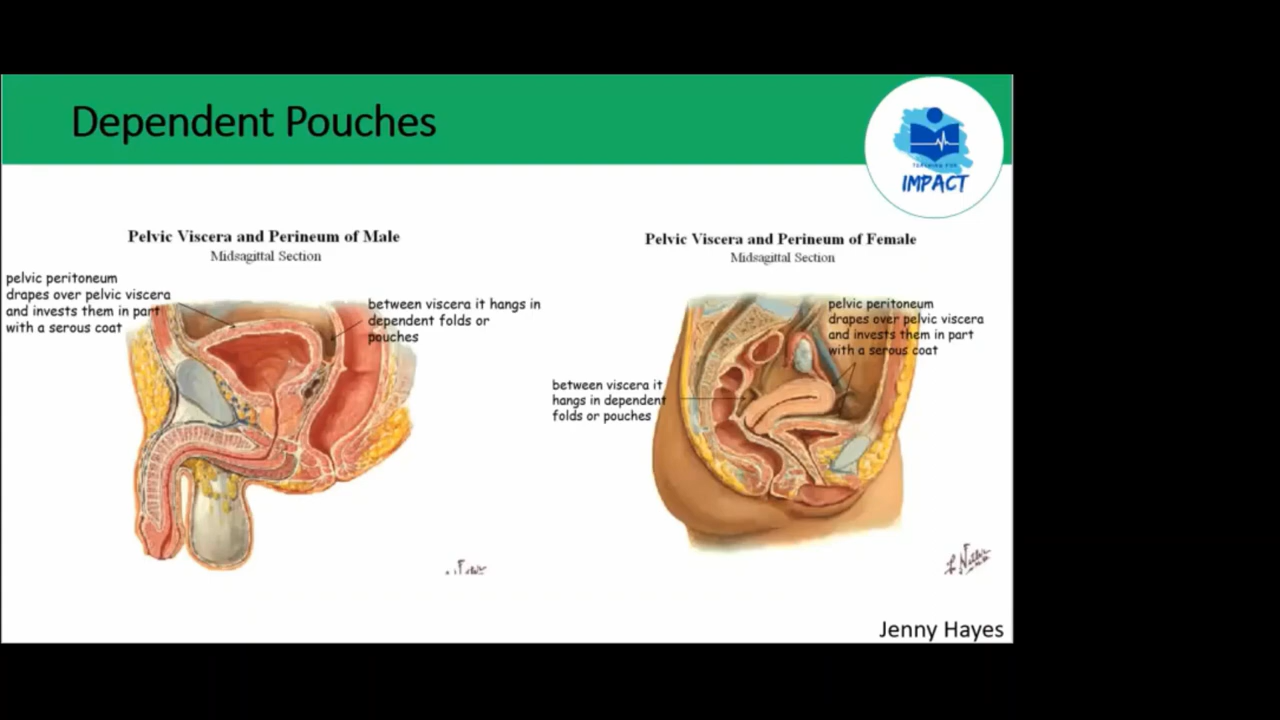 Dependent Pouches
TEACHING FOR
IMPACT
Pelvic Viscera and Perineum of Male
Midsagittal Section
pelvic peritoneum
drapes over pelvic viscera
and invests them in part
with a serous coat
between viscera it hangs in
dependent folds or
pouches
Pelvic Viscera and Perineum of Female
Midsagittal Section
pelvic peritoneum
drapes over pelvic viscera
and invests them in part
with a serous coat
between viscera it
hangs in dependent
folds or pouches
Jenny Hayes